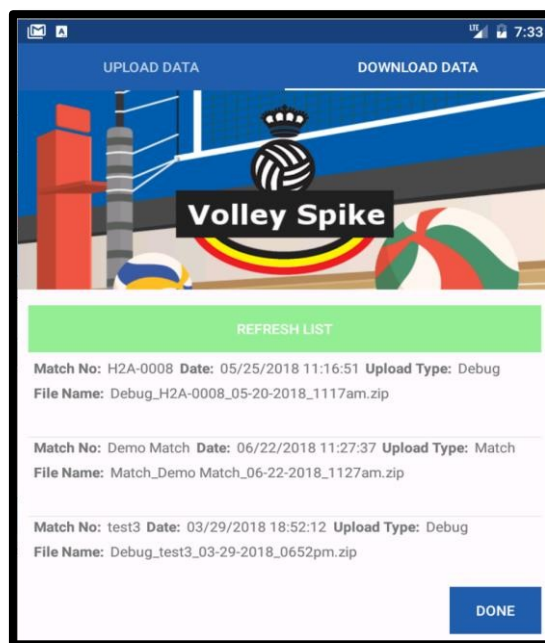 LTE 7:33
UPLOAD DATA DOWNLOAD DATA
Volley Spike
REFRESH LIST
Match No: H2A-0008 Date: 05/25/2018 11:16:51 Upload Type: Debug
File Name: Debug_H2A-0008_05-20-2018_1117am.zip
Match No: Demo Match Date: 06/22/2018 11:27:37 Upload Type: Match
File Name: Match_Demo Match_06-22-2018_1127am.zip
Match No: test3 Date: 03/29/2018 18:52:12 Upload Type: Debug
File Name: Debug_test3_03-29-2018_0652pm.zip
DONE